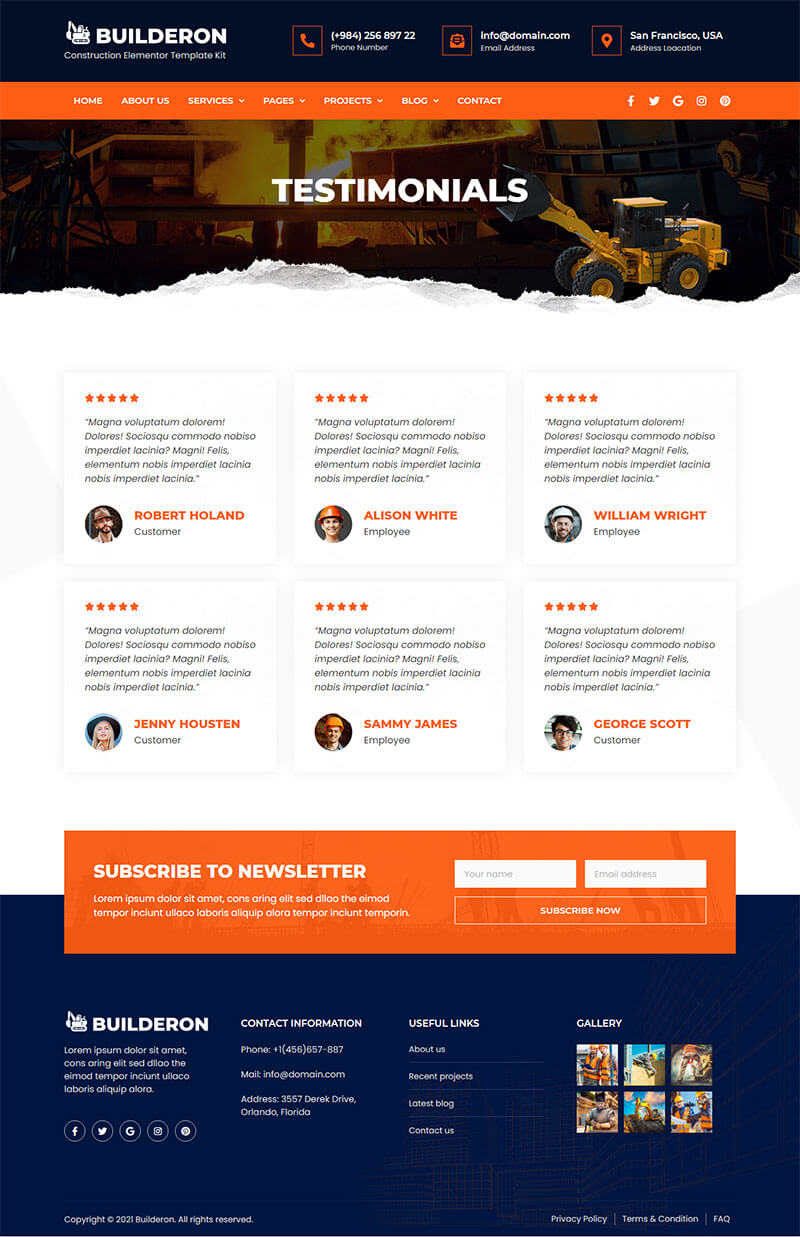 BUILDERON
Construction Elementor Template Kit
(+984) 256 897 22
Phone Number
info@domain.com
Email Address
San Francisco, USA
Address Loacation
HOME ABOUT US SERVICES PAGES PROJECTS BLOG CONTACT
TESTIMONIALS
“Magna voluptatum dolorem!
Dolores! Sociosqu commodo nobiso
imperdiet lacinia? Magni! Felis,
elementum nobis imperdiet lacinia
nobis imperdiet lacinia.”
ROBERT HOLAND
Customer
“Magna voluptatum dolorem!
Dolores! Sociosqu commodo nobiso
imperdiet lacinia? Magni! Felis,
elementum nobis imperdiet lacinia
nobis imperdiet lacinia.”
ALISON WHITE
Employee
“Magna voluptatum dolorem!
Dolores! Sociosqu commodo nobiso
imperdiet lacinia? Magni! Felis,
elementum nobis imperdiet lacinia
nobis imperdiet lacinia.”
WILLIAM WRIGHT
Employee
“Magna voluptatum dolorem!
Dolores! Sociosqu commodo nobiso
imperdiet lacinia? Magni! Felis,
elementum nobis imperdiet lacinia
nobis imperdiet lacinia.”
JENNY HOUSTEN
Customer
“Magna voluptatum dolorem!
Dolores! Sociosqu commodo nobiso
imperdiet lacinia? Magni! Felis,
elementum nobis imperdiet lacinia
nobis imperdiet lacinia.”
SAMMY JAMES
Employee
“Magna voluptatum dolorem!
Dolores! Sociosqu commodo nobiso
imperdiet lacinia? Magni! Felis,
elementum nobis imperdiet lacinia
nobis imperdiet lacinia.”
GEORGE SCOTT
Customer
SUBSCRIBE TO NEWSLETTER
Lorem ipsum dolor sit amet, cons aring elit sed dllao the eimod
tempor inciunt ullaco laboris aliquip alora tempor inciunt temporin.
Your name
Email address
SUBSCRIBE NOW
BUILDERON
Lorem ipsum dolor sit amet,
cons aring elit sed dllao the
eimod tempor inciunt ullaco
laboris aliquip alora.
CONTACT INFORMATION
Phone: +1(456)657-887
Mail: info@domain.com
Address: 3557 Derek Drive,
Orlando, Florida
USEFUL LINKS
About us
Recent projects
Latest blog
Contact us
GALLERY
Copyright © 2021 Builderon. All rights reserved.
Privacy Policy Terms & Condition FAQ